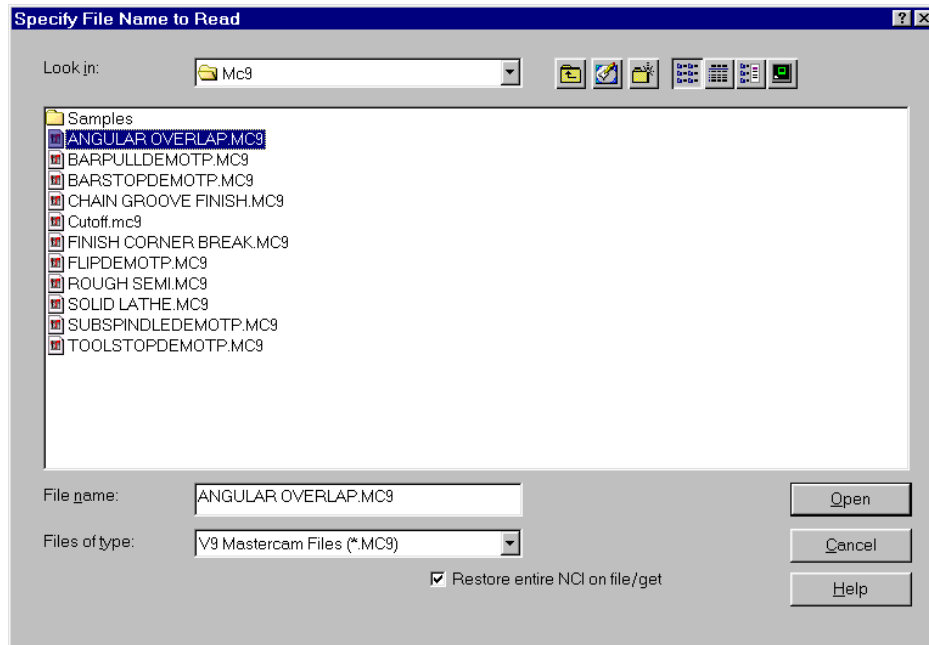 Specify File Name to Read
Look in:
Mc9
Samples
ANGULAR OVERLAP.MC9
BARPULLDEMOTP.MC9
BARSTOPDEMOTP.MC9
CHAIN GROOVE FINISH.MC9
Cutoff.mc9
FINISH CORNER BREAK.MC9
FLIPDEMOTP.MC9
ROUGH SEMI.MC9
SOLID LATHE.MC9
SUBSPINDLEDEMOTP.MC9
TOOLSTOPDEMOTP.MC9
File name:
ANGULAR OVERLAP.MC9
Open
Files of type:
V9 Mastercam Files (*.MC9)
Cancel
Restore entire NCI on file/get
Help